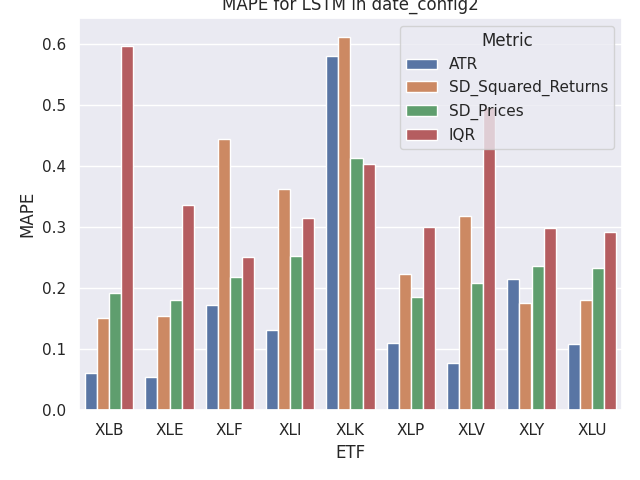 MAPE for LSTM in date_config2
Metric
ATR
SD_Squared_Returns
SD_Prices
IQR
MAPE
0.6
0.5
0.4
0.3
0.2
0.1
0.0
XLB XLE XLF XLI XLK XLP XLV XLY XLU
ETF